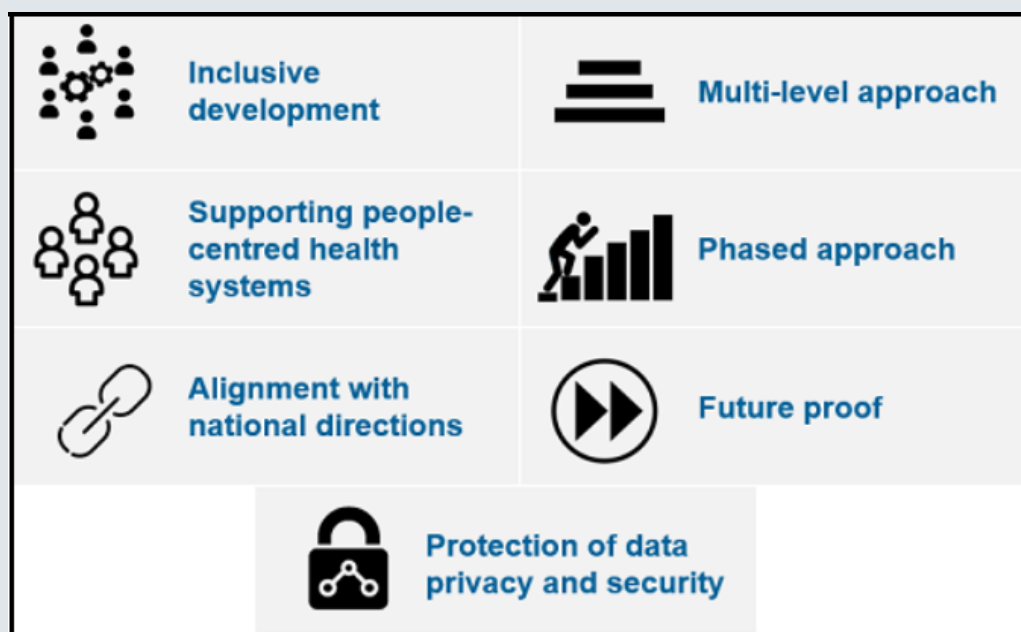 Inclusive
development
Multi-level approach
Supporting people-
centred health
systems
Phased approach
Alignment with
national directions
Future proof
Protection of data
privacy and security